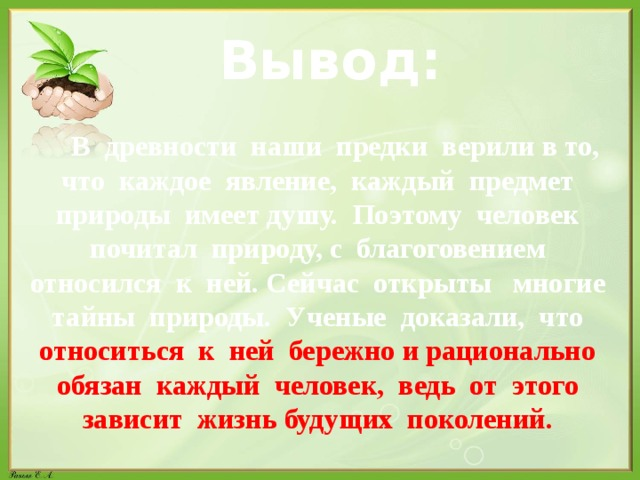 Вывод:
В древности наши предки верили в то,
что каждое явление, каждый предмет
природы имеет душу. Поэтому человек
почитал природу, с благоговением
относился к ней. Сейчас открыты многие
тайны природы. Ученые доказали, что
относиться к ней бережно и рационально
обязан каждый человек, ведь от этого
зависит жизнь будущих поколений.